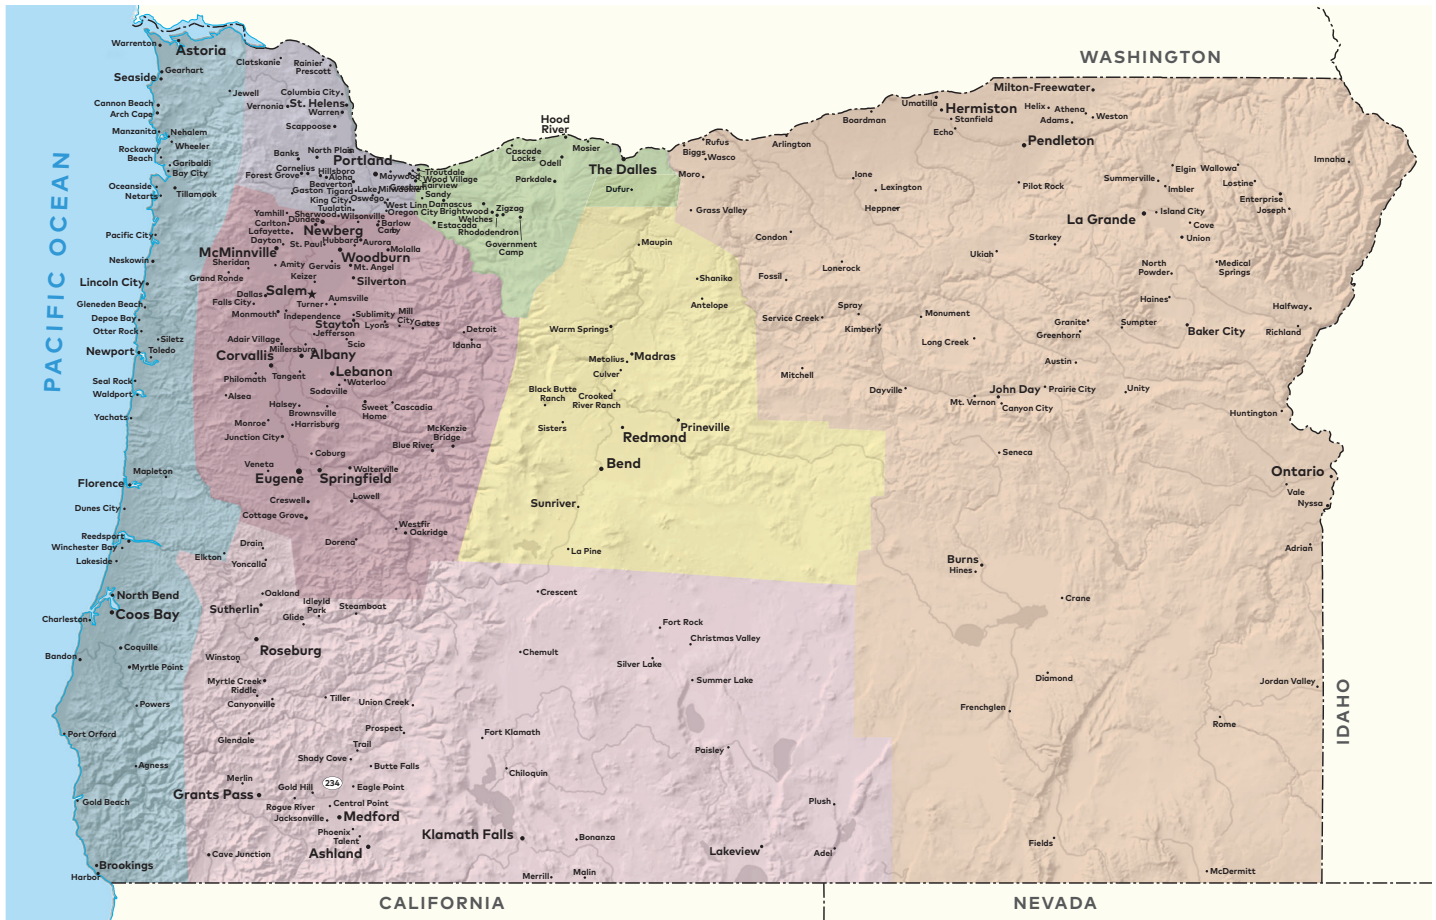 WASHINGTON
PACIFIC OCEAN
IDAHO
CALIFORNIA
NEVADA
Warrenton
Astoria
Gearhart
Seaside
Jewell
Cannon Beach
Arch Cape
Manzanita
Nehalem
Wheeler
Rockaway
Beach
Garibaldi
Bay City
Oceanside
Netarts
Tillamook
Pacific City
Neskowin
Lincoln City
Gleneden Beach
Depoe Bay
Otter Rock
Siletz
Newport
Toledo
Seal Rock
Waldport
Yachats
Mapleton
Florence
Dunes City
Reedsport
Winchester Bay
Lakeside
North Bend
Coos Bay
Charleston
Coquille
Bandon
Myrtle Point
Powers
Port Orford
Agness
Gold Beach
Brookings
Harbor
Clatskanie
Rainier
Prescott
Columbia City
Vernonia
St. Helens
Warren
Scappoose
Banks
North Plains
Portland
Cornelius
Hillsboro
Forest Grove
Aloha
Maywood
Troutdale
Wood Village
Beaverton
Gresham
Fairview
Gaston
Tigard
Lake
Oswego
Milwaukie
Sandy
King City
West Linn
Damascus
Tualatin
Oregon City
Brightwood
Zigzag
Sherwood
Wilsonville
Welches
Barlow
Canby
Estacada
Rhododendron
Government
Camp
Hood
River
Cascade
Locks
Mosier
Odell
Parkdale
The Dalles
Dufur
Yamhill
Carlton
Dundee
Lafayette
Newberg
Dayton
St. Paul
Hubbard
Aurora
McMinnville
Molalla
Woodburn
Sheridan
Amity
Gervais
Mt. Angel
Grand Ronde
Keizer
Silverton
Dallas
Salem
Falls City
Turner
Aumsville
Monmouth
Independence
Sublimity
Mill
City
Stayton
Lyons
Gates
Detroit
Jefferson
Idanha
Adair Village
Scio
Millersburg
Corvallis
Albany
Lebanon
Philomath
Tangent
Waterloo
Sodaville
Alsea
Halsey
Sweet
Home
Cascadia
Brownsville
Monroe
Harrisburg
Junction City
McKenzie
Bridge
Blue River
Coburg
Veneta
Walterville
Eugene
Springfield
Creswell
Lowell
Cottage Grove
Westfir
Oakridge
Dorena
Drain
Elkton
Yoncalla
Oakland
Sutherlin
Idleyld
Park
Steamboat
Glide
Roseburg
Winston
Myrtle Creek
Riddle
Canyonville
Tiller
Union Creek
Glendale
Prospect
Trail
Shady Cove
Butte Falls
Merlin
234
Gold Hill
Eagle Point
Grants Pass
Rogue River
Central Point
Jacksonville
Medford
Phoenix
Talent
Ashland
Cave Junction
Crescent
Chemult
Fort Rock
Christmas Valley
Silver Lake
Summer Lake
Fort Klamath
Paisley
Chiloquin
Plush
Klamath Falls
Bonanza
Lakeview
Adel
Merrill
Malin
Maupin
Shaniko
Antelope
Warm Springs
Metolius
Madras
Culver
Black Butte
Ranch
Crooked
River Ranch
Sisters
Redmond
Prineville
Bend
Sunriver
La Pine
Rufus
Biggs
Wasco
Moro
Grass Valley
Arlington
Boardman
Umatilla
Hermiston
Stanfield
Echo
Milton-Freewater
Helix
Athena
Adams
Weston
Pendleton
Ione
Lexington
Heppner
Pilot Rock
Condon
Fossil
Lonerock
Ukiah
Starkey
Summerville
Elgin
Wallowa
Imnaha
Imbler
Lostine
Enterprise
Joseph
La Grande
Island City
Cove
Union
North
Powder
Medical
Springs
Haines
Halfway
Service Creek
Spray
Kimberly
Monument
Long Creek
Granite
Greenhorn
Sumpter
Baker City
Richland
Austin
Mitchell
Dayville
John Day
Prairie City
Unity
Mt. Vernon
Canyon City
Huntington
Seneca
Ontario
Vale
Nyssa
Adrian
Burns
Hines
Crane
Diamond
Frenchglen
Jordan Valley
Rome
Fields
McDermitt